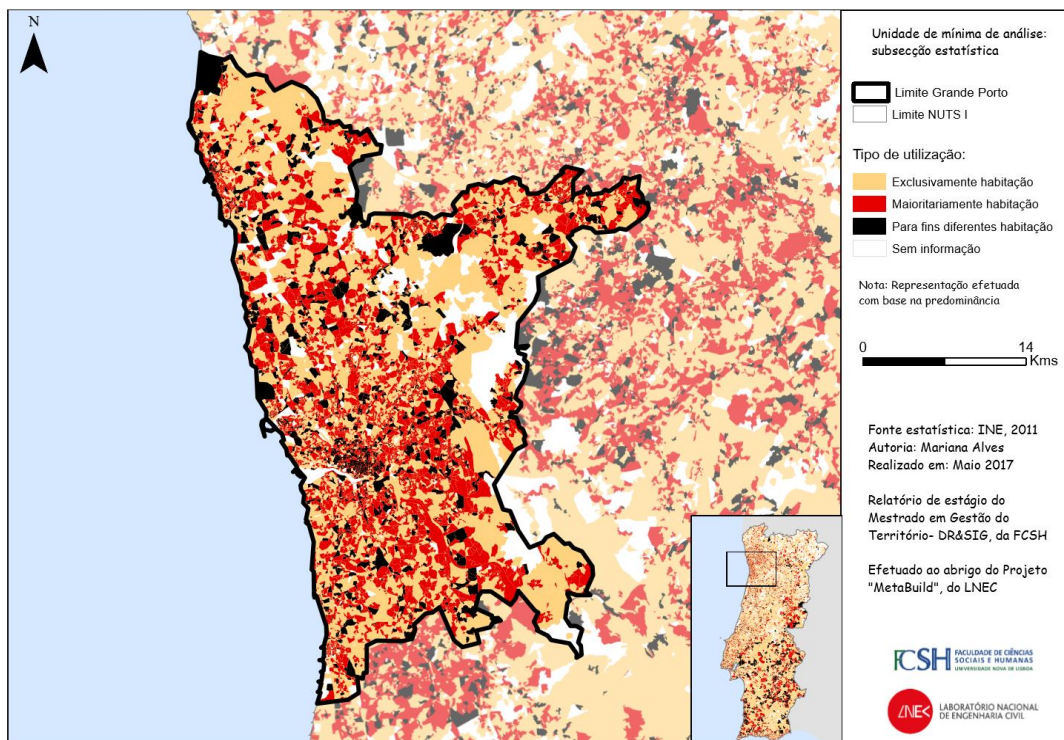 N
Unidade de mínima de análise:
subsecção estatística
Limite Grande Porto
Limite NUTS I
Tipo de utilização:
Exclusivamente habitação
Maioritariamente habitação
Para fins diferentes habitação
Sem informação
Nota: Representação efetuada
com base na predominância
0 14
Kms
Fonte estatística: INE, 2011
Autoria: Mariana Alves
Realizado em: Maio 2017
Relatório de estágio do
Mestrado em Gestão do
Território- DR&SIG, da FCSH
Efetuado ao abrigo do Projeto
"MetaBuild", do LNEC
FCSH FACULDADE DE CIÊNCIAS
SOCIAIS E HUMANAS
UNIVERSIDADE NOVA DE LISBOA
LNEC LABORATÓRIO NACIONAL
DE ENGENHARIA CIVIL